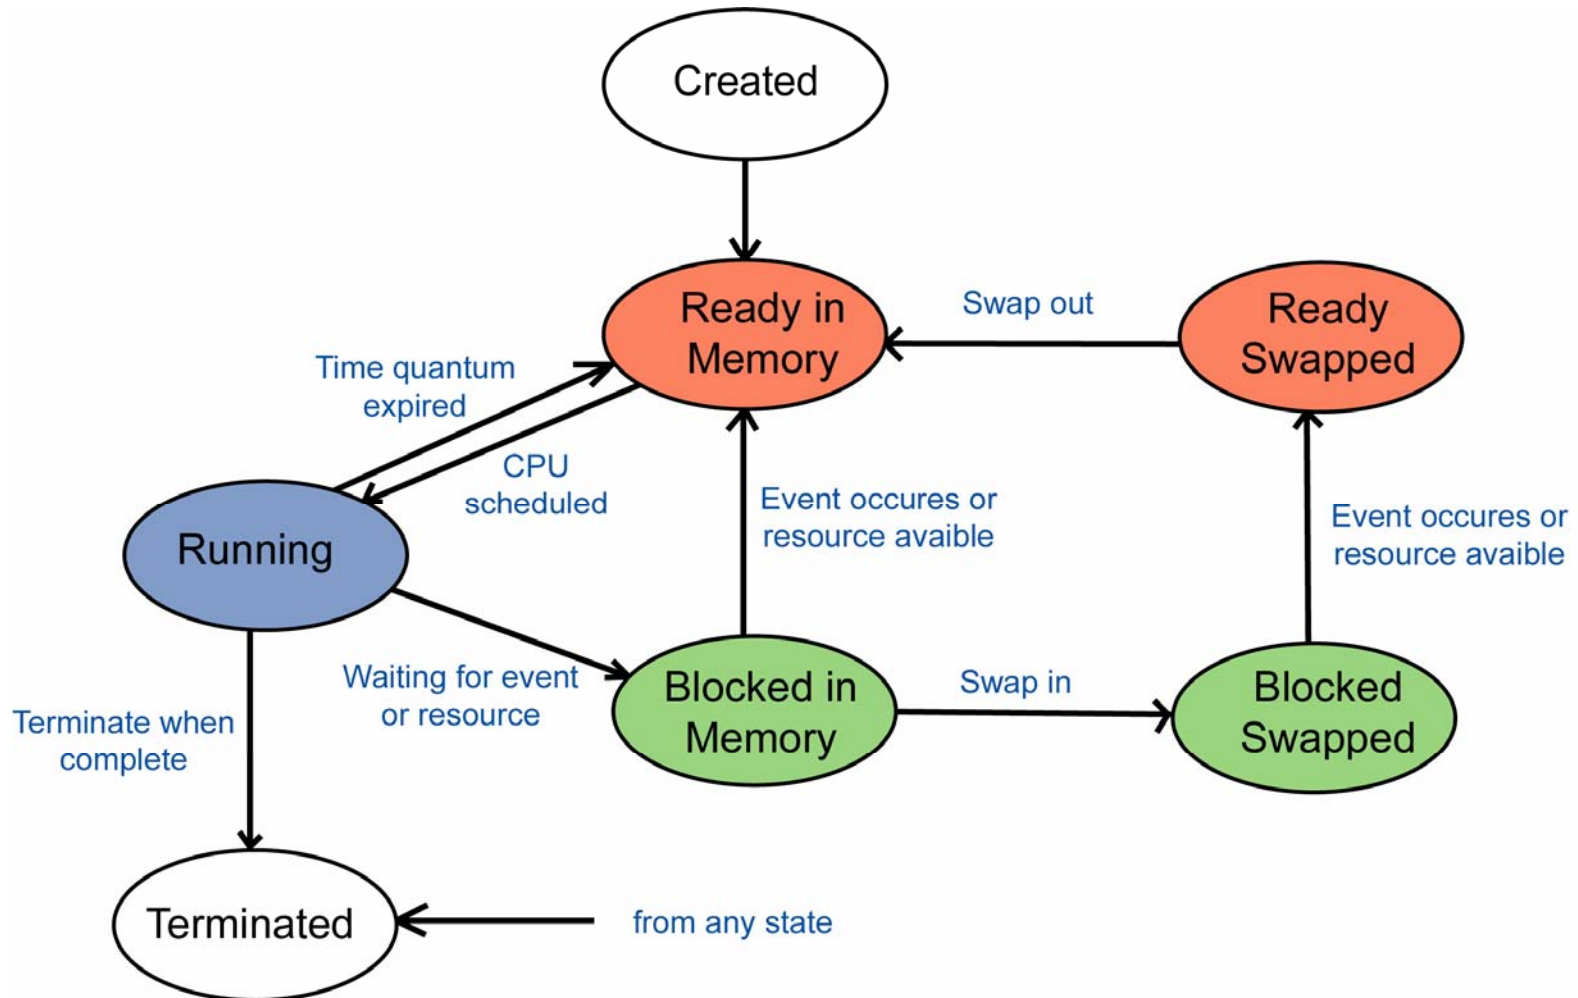 Created
Ready in
Memory
Swap out
Ready
Swapped
Time quantum
expired
CPU
scheduled
Event occures or
resource avaible
Event occures or
resource avaible
Running
Waiting for event
or resource
Blocked in
Memory
Swap in
Blocked
Swapped
Terminate when
complete
Terminated
from any state